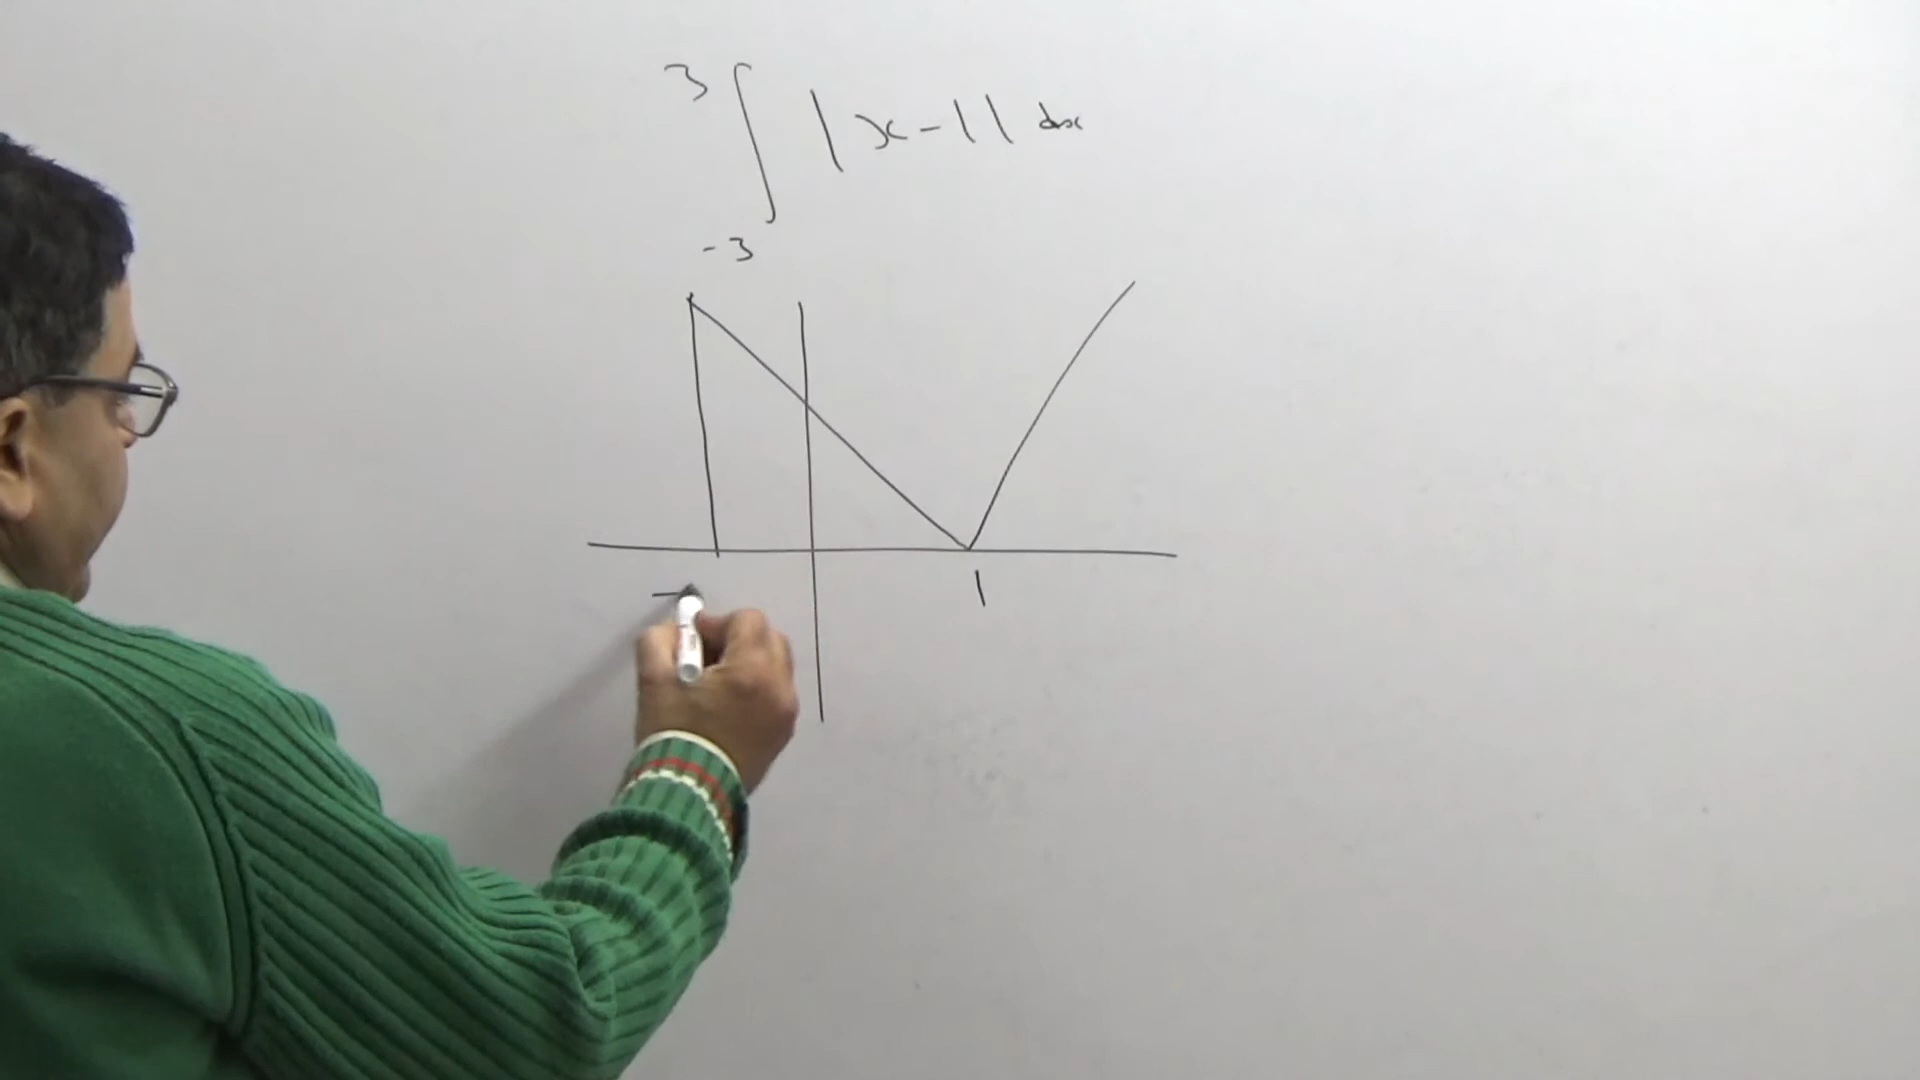 3 ∫ |x-1| dx
-3
1
-